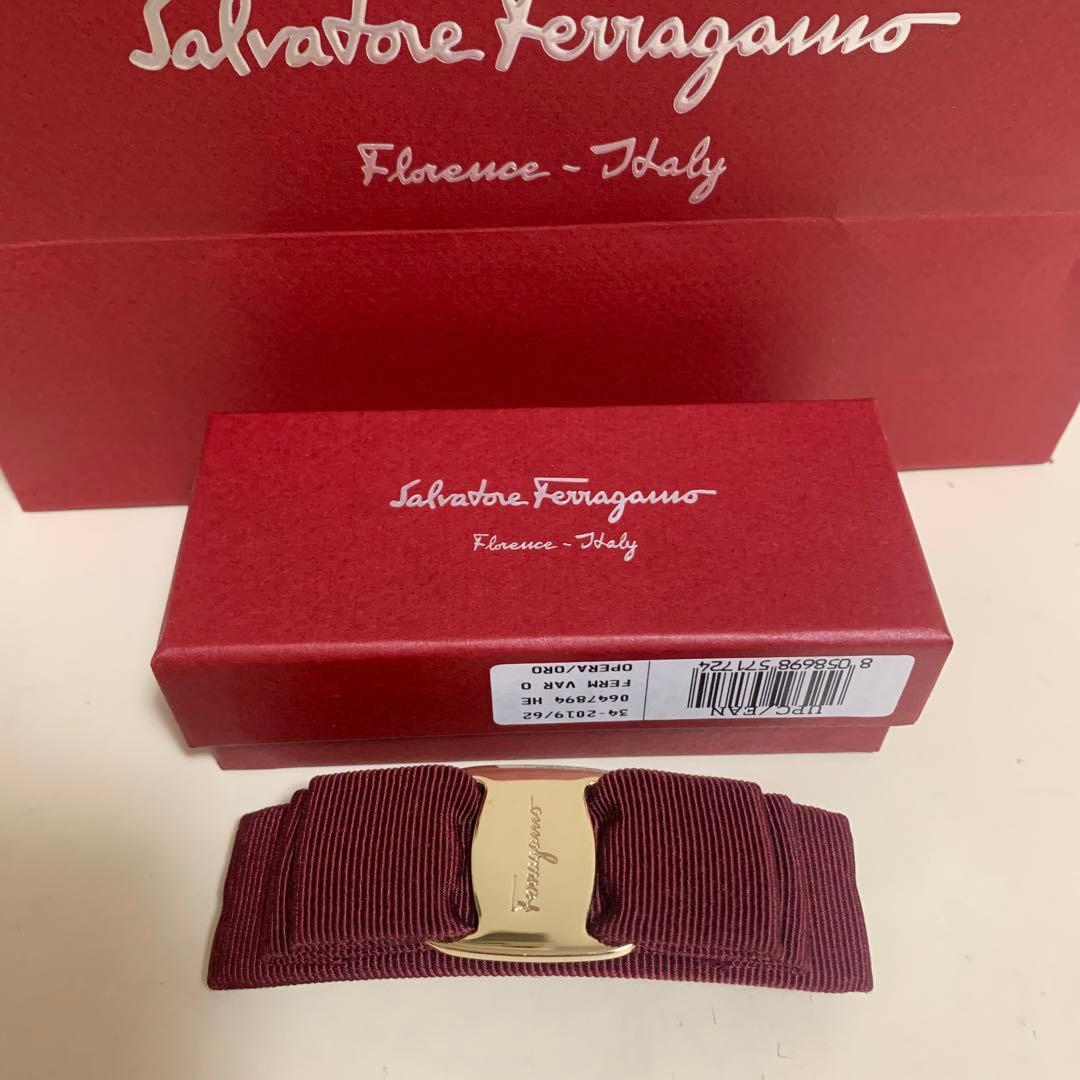 Salvatore Ferragamo
Florence - Italy
Salvatore Ferragamo
Florence - Italy
34-2019/62
0647894 HE
FERM VAR O
OPERA/ORO
UPC/EAN
8 058698 571724
Ferragamo